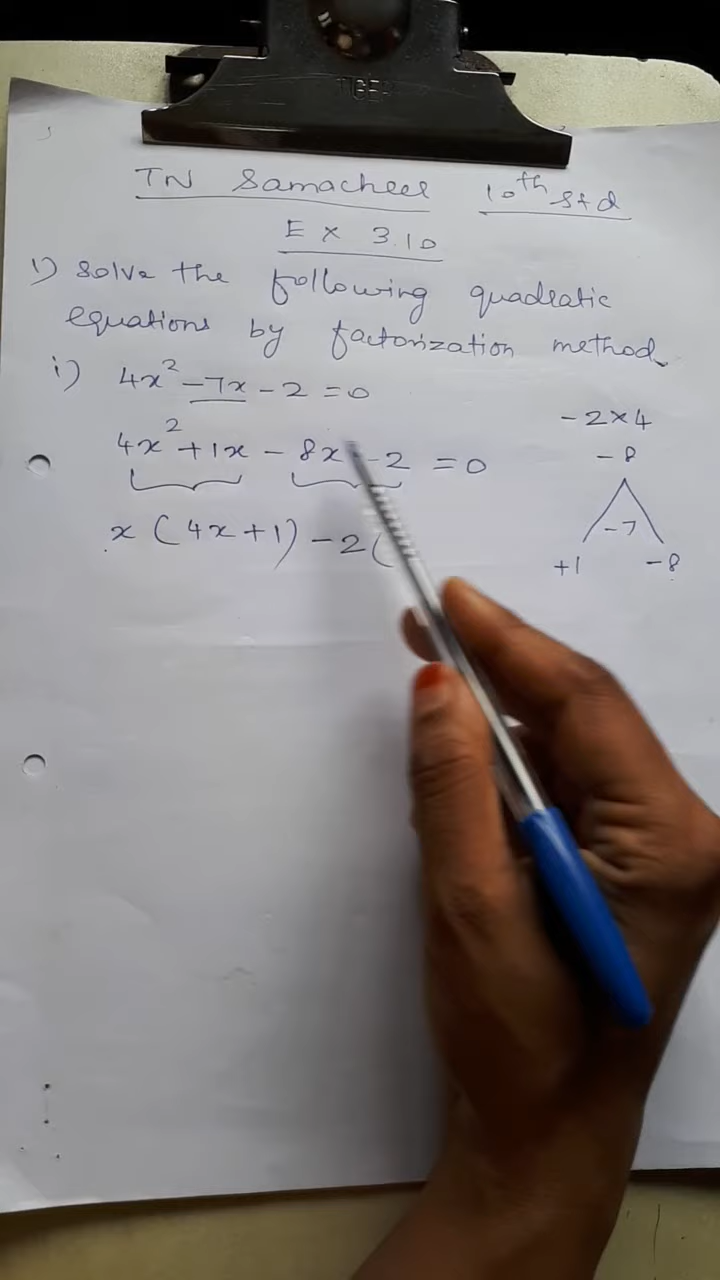 TIGER
TN Samacheer 10th std
Ex 3.10
1) Solve the following quadratic
equations by factorization method
i) 4x² - 7x - 2 = 0
4x² + 1x - 8x - 2 = 0
x (4x + 1) - 2 (
-2 x 4
-8
-7
+1 -8